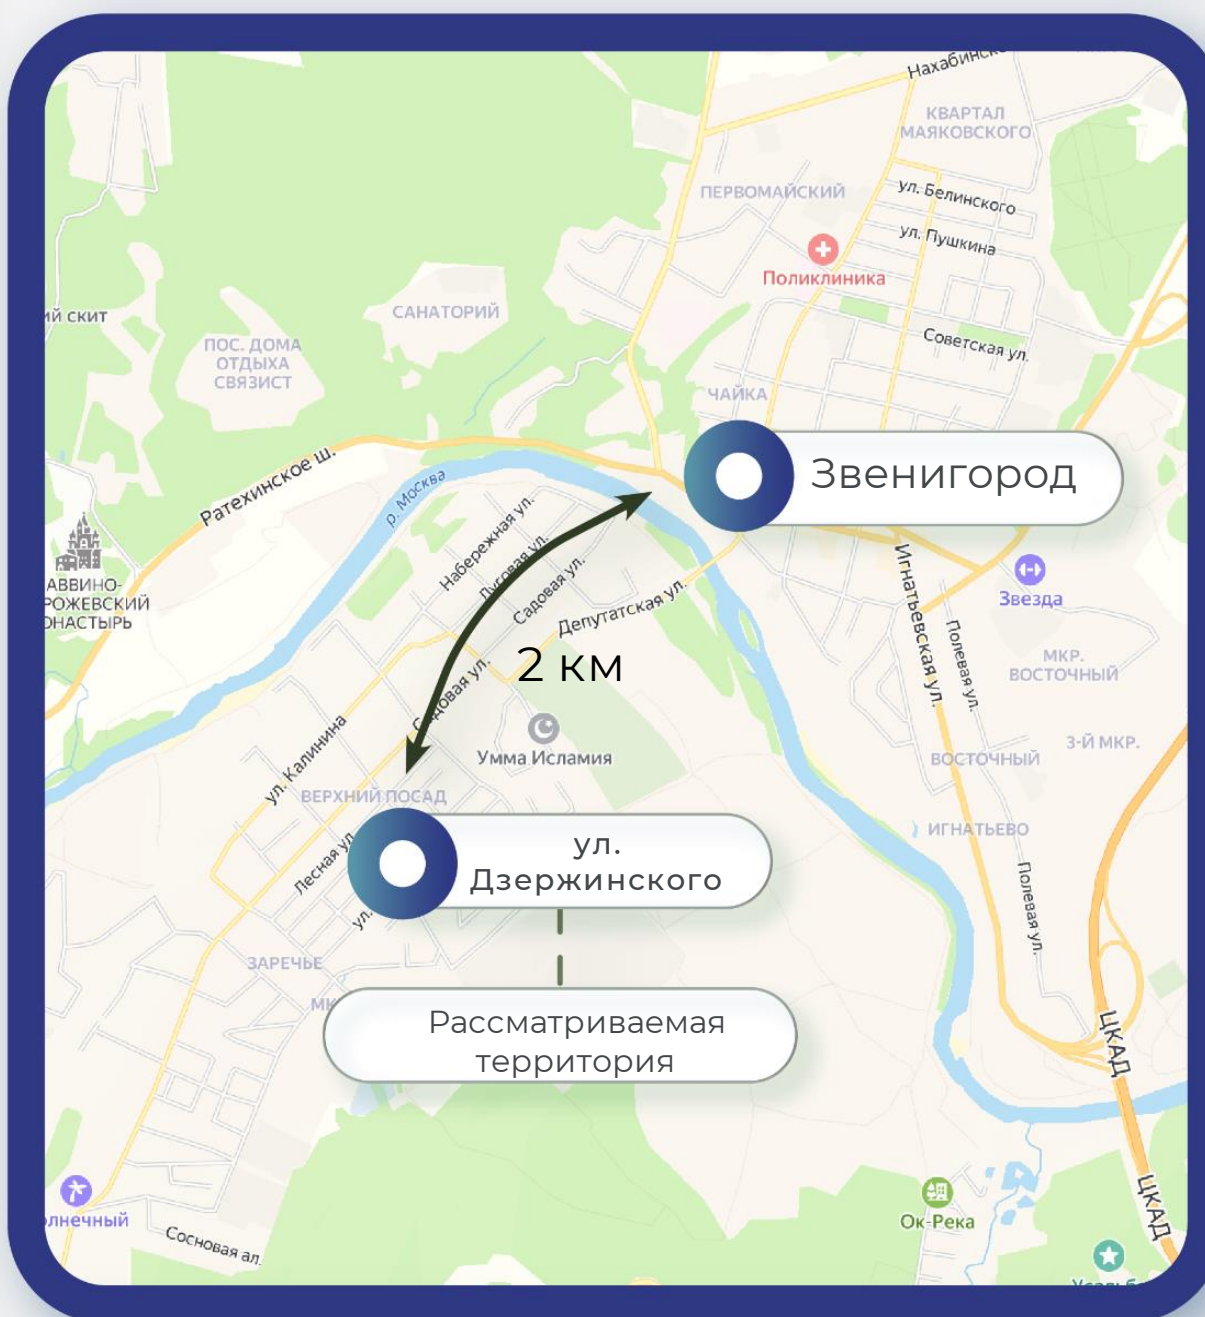 КВАРТАЛ
МАЯКОВСКОГО
ПЕРВОМАЙСКИЙ
ул. Белинского
ул. Пушкина
Поликлиника
ий скит
САНАТОРИЙ
ПОС. ДОМА
ОТДЫХА
СВЯЗИСТ
Советская ул.
ЧАЙКА
Звенигород
Ратехинское ш.
р. Москва
Набережная ул.
Луговая ул.
Садовая ул.
Депутатская ул.
Игнатьевская ул.
Звезда
АВВИНО-
РОЖЕВСКИЙ
ОНАСТЫРЬ
Полевая ул.
МКР.
ВОСТОЧНЫЙ
2 км
Садовая ул.
Умма Исламия
3-Й МКР.
ВОСТОЧНЫЙ
ул. Калинина
ВЕРХНИЙ ПОСАД
ИГНАТЬЕВО
Лесная ул.
ул.
Дзержинского
ул.
Полевая ул.
ЗАРЕЧЬЕ
Рассматриваемая
территория
ЦКАД
олнечный
Сосновая ал.
Ок-Река
ЦКАД